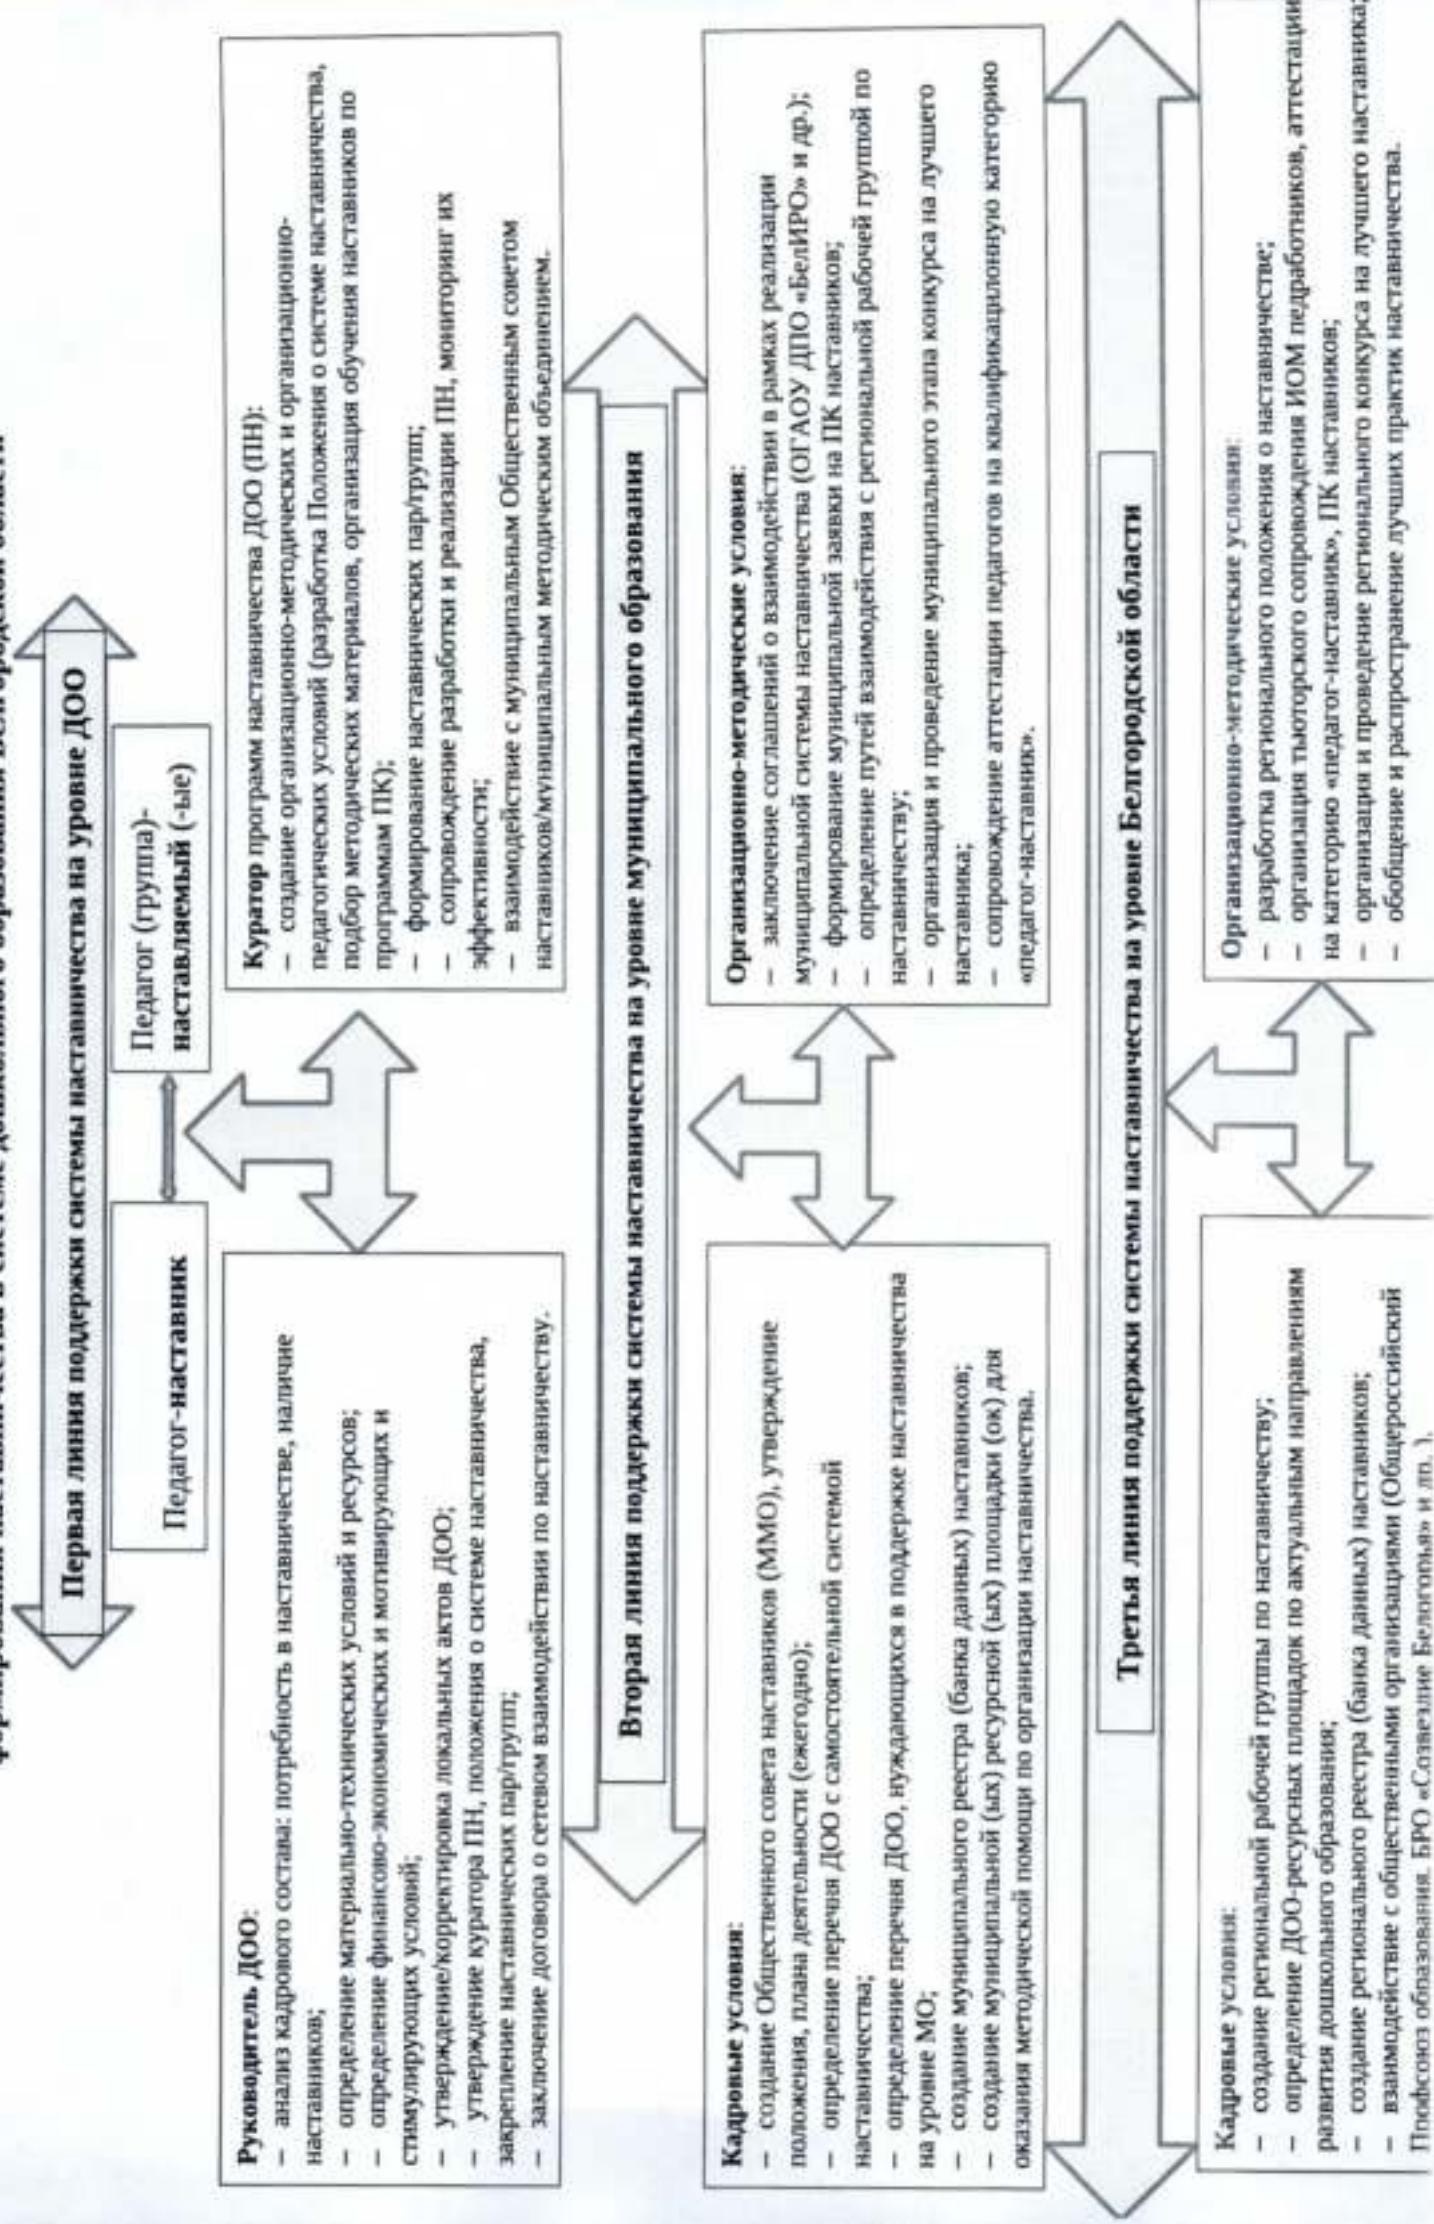 наставничества в системе дошкольного образования Белгородской области
Первая линия поддержки системы наставничества на уровне ДОО
Педагог-наставник
Педагог (группа)-
наставляемый (-ые)
Руководитель ДОО:
– анализ кадрового состава: потребность в наставничестве, наличие
наставников;
– определение материально-технических условий и ресурсов;
– определение финансово-экономических и мотивирующих и
стимулирующих условий;
– утверждение/корректировка локальных актов ДОО;
– утверждение куратора ПН, положения о системе наставничества,
закрепление наставнических пар/групп;
– заключение договора о сетевом взаимодействии по наставничеству.
Куратор программ наставничества ДОО (ПН):
– создание организационно-методических и организационно-
педагогических условий (разработка Положения о системе наставничества,
подбор методических материалов, организация обучения наставников по
программам ПК);
– формирование наставнических пар/групп;
– сопровождение разработки и реализации ПН, мониторинг их
эффективности;
– взаимодействие с муниципальным Общественным советом
наставников/муниципальным методическим объединением.
Вторая линия поддержки системы наставничества на уровне муниципального образования
Кадровые условия:
– создание Общественного совета наставников (ММО), утверждение
положения, плана деятельности (ежегодно);
– определение перечня ДОО с самостоятельной системой
наставничества;
– определение перечня ДОО, нуждающихся в поддержке наставничества
на уровне МО;
– создание муниципального реестра (банка данных) наставников;
– создание муниципальной (ых) ресурсной (ых) площадки (ок) для
оказания методической помощи по организации наставничества.
Организационно-методические условия:
– заключение соглашений о взаимодействии в рамках реализации
муниципальной системы наставничества (ОГАОУ ДПО «БелИРО» и др.);
– формирование муниципальной заявки на ПК наставников;
– определение путей взаимодействия с региональной рабочей группой по
наставничеству;
– организация и проведение муниципального этапа конкурса на лучшего
наставника;
– сопровождение аттестации педагогов на квалификацилонную категорию
«педагог-наставник».
Третья линия поддержки системы наставничества на уровне Белгородской области
Кадровые условия:
– создание региональной рабочей группы по наставничеству;
– определение ДОО-ресурсных площадок по актуальным направлениям
развития дошкольного образования;
– создание регионального реестра (банка данных) наставников;
– взаимодействие с общественными организациями (Общероссийский
Профсоюз образования, БРО «Созвездие Белогорья» и др. ).
Организационно-методические условия:
– разработка регионального положения о наставничестве;
– организация тьюторского сопровождения ИОМ педработников, аттестации
на категорию «педагог-наставник», ПК наставников;
– организация и проведение регионального конкурса на лучшего наставника;
– обобщение и распространение лучших практик наставничества.